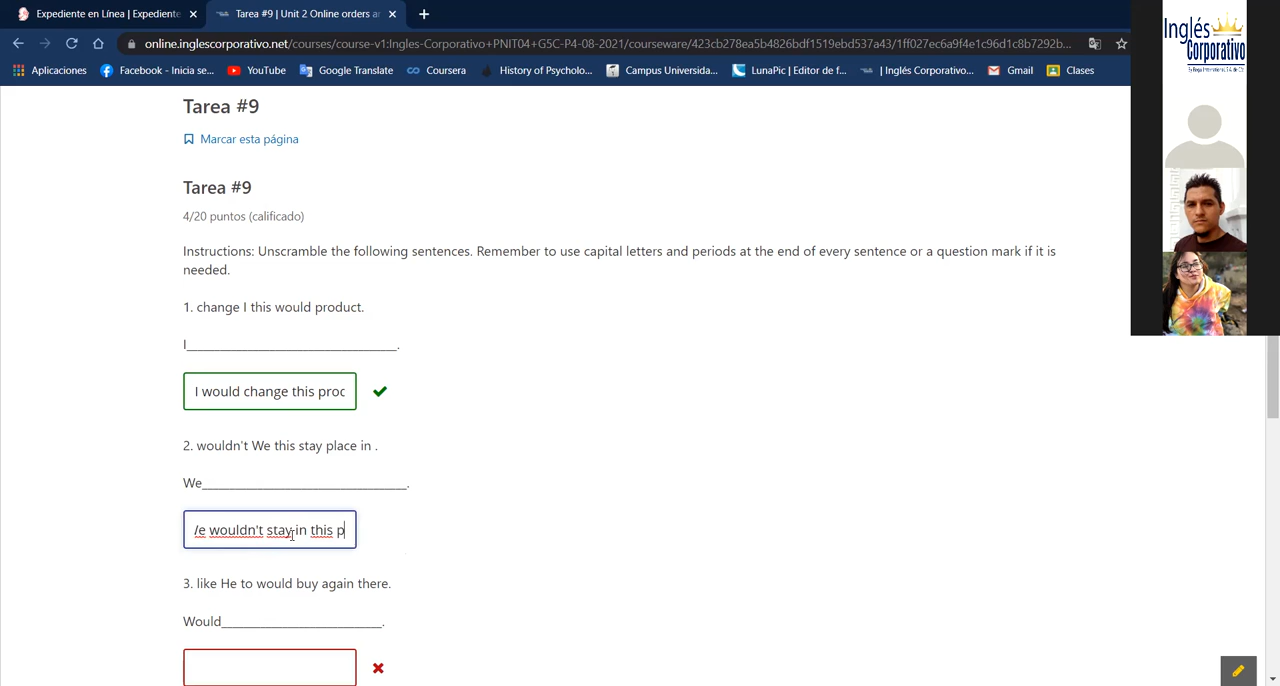 Expediente en Línea | Expediente
Tarea #9 | Unit 2 Online orders ar
online.inglescorporativo.net/courses/course-v1:Ingles-Corporativo+PNIT04+G5C-P4-08-2021/courseware/423cb278ea5b4826bdf1519ebd537a43/1ff027ec6a9f4e1c96d1c8b7292b...
Aplicaciones
Facebook - Inicia se...
YouTube
Google Translate
Coursera
History of Psycholo...
Campus Universida...
LunaPic | Editor de f...
| Inglés Corporativo...
Gmail
Clases
Inglés
Corporativo
Tarea #9
Marcar esta página
Tarea #9
4/20 puntos (calificado)
Instructions: Unscramble the following sentences. Remember to use capital letters and periods at the end of every sentence or a question mark if it is
needed.
1. change I this would product.
I______________________________.
I would change this proc
2. wouldn't We this stay place in .
We_____________________________.
We wouldn't stay in this p
3. like He to would buy again there.
Would_______________________.